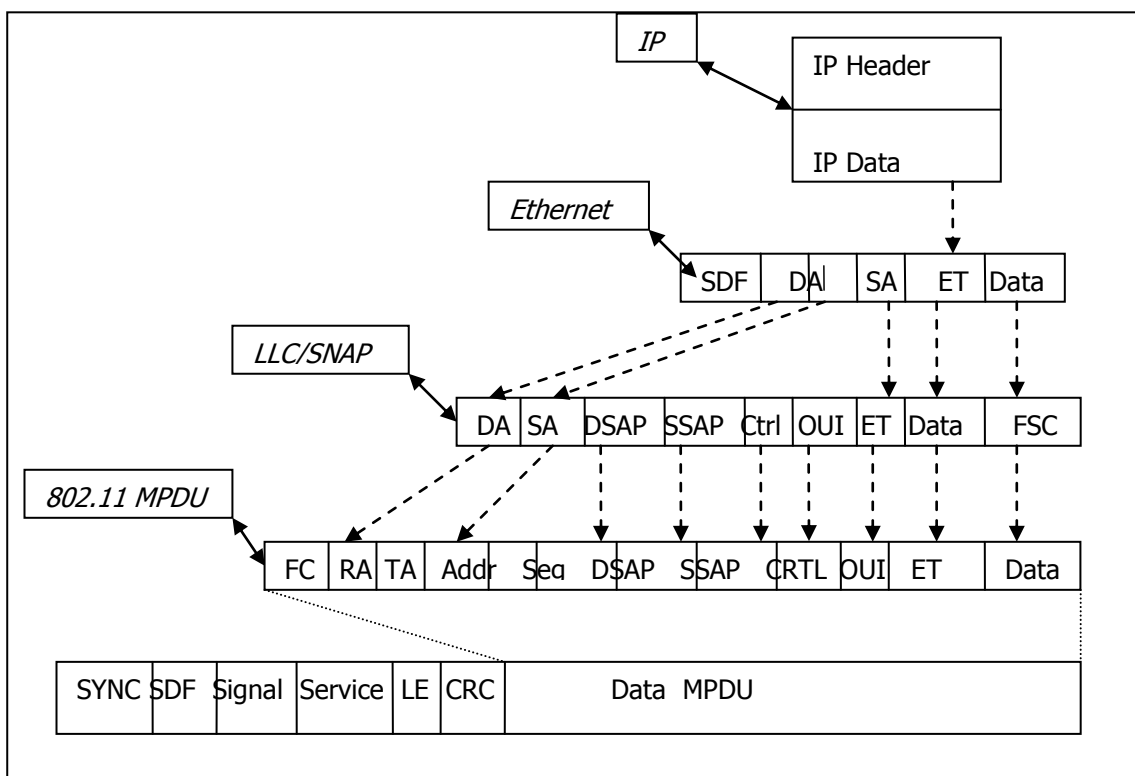 IP
IP Header
IP Data
Ethernet
SDF DA SA ET Data
LLC/SNAP
DA SA DSAP SSAP Ctrl OUI ET Data FSC
802.11 MPDU
FC RA TA Addr Seq DSAP SSAP CRTL OUI ET Data
SYNC SDF Signal Service LE CRC Data MPDU